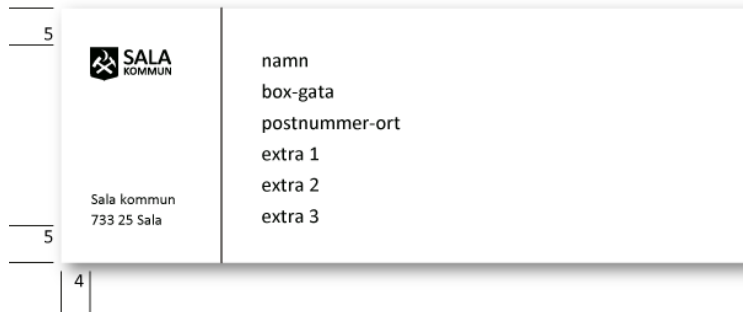 5
SALA
KOMMUN
namn
box-gata
postnummer-ort
extra 1
extra 2
extra 3
Sala kommun
733 25 Sala
5
4